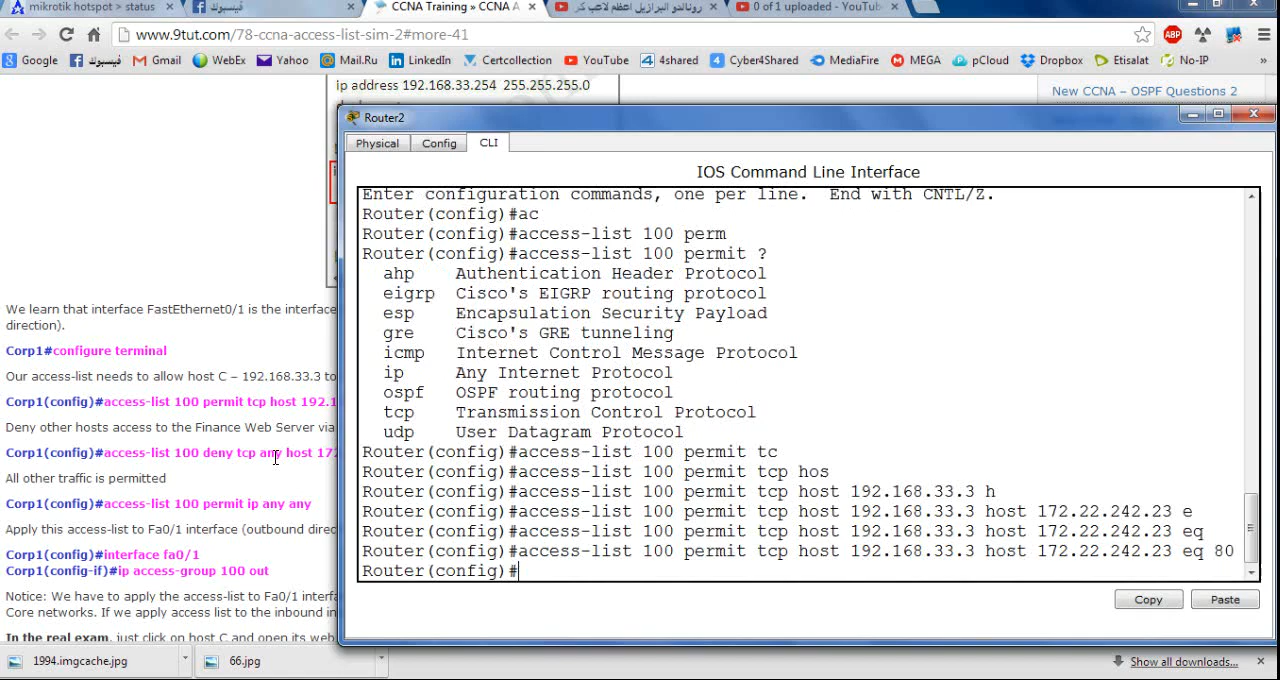 mikrotik hotspot > status
فيسبوك
CCNA Training » CCNA A
رونالدو البرازيل اعظم لاعب كر
0 of 1 uploaded - YouTub
www.9tut.com/78-ccna-access-list-sim-2#more-41
ABP
Google
فيسبوك
Gmail
WebEx
Yahoo
Mail.Ru
LinkedIn
Certcollection
YouTube
4shared
Cyber4Shared
MediaFire
MEGA
pCloud
Dropbox
Etisalat
No-IP
»
ip address 192.168.33.254 255.255.255.0
New CCNA – OSPF Questions 2
Router2
Physical
Config
CLI
IOS Command Line Interface
Enter configuration commands, one per line. End with CNTL/Z.
Router(config)#ac
Router(config)#access-list 100 perm
Router(config)#access-list 100 permit ?
ahp Authentication Header Protocol
eigrp Cisco's EIGRP routing protocol
esp Encapsulation Security Payload
gre Cisco's GRE tunneling
icmp Internet Control Message Protocol
ip Any Internet Protocol
ospf OSPF routing protocol
tcp Transmission Control Protocol
udp User Datagram Protocol
Router(config)#access-list 100 permit tc
Router(config)#access-list 100 permit tcp hos
Router(config)#access-list 100 permit tcp host 192.168.33.3 h
Router(config)#access-list 100 permit tcp host 192.168.33.3 host 172.22.242.23 e
Router(config)#access-list 100 permit tcp host 192.168.33.3 host 172.22.242.23 eq
Router(config)#access-list 100 permit tcp host 192.168.33.3 host 172.22.242.23 eq 80
Router(config)#
Copy
Paste
We learn that interface FastEthernet0/1 is the interface
direction).
Corp1#configure terminal
Our access-list needs to allow host C – 192.168.33.3 to
Corp1(config)#access-list 100 permit tcp host 192.1
Deny other hosts access to the Finance Web Server via
Corp1(config)#access-list 100 deny tcp any host 17
All other traffic is permitted
Corp1(config)#access-list 100 permit ip any any
Apply this access-list to Fa0/1 interface (outbound direc
Corp1(config)#interface fa0/1
Corp1(config-if)#ip access-group 100 out
Notice: We have to apply the access-list to Fa0/1 interfa
Core networks. If we apply access list to the inbound in
In the real exam, just click on host C and open its web
1994.imgcache.jpg
66.jpg
Show all downloads...